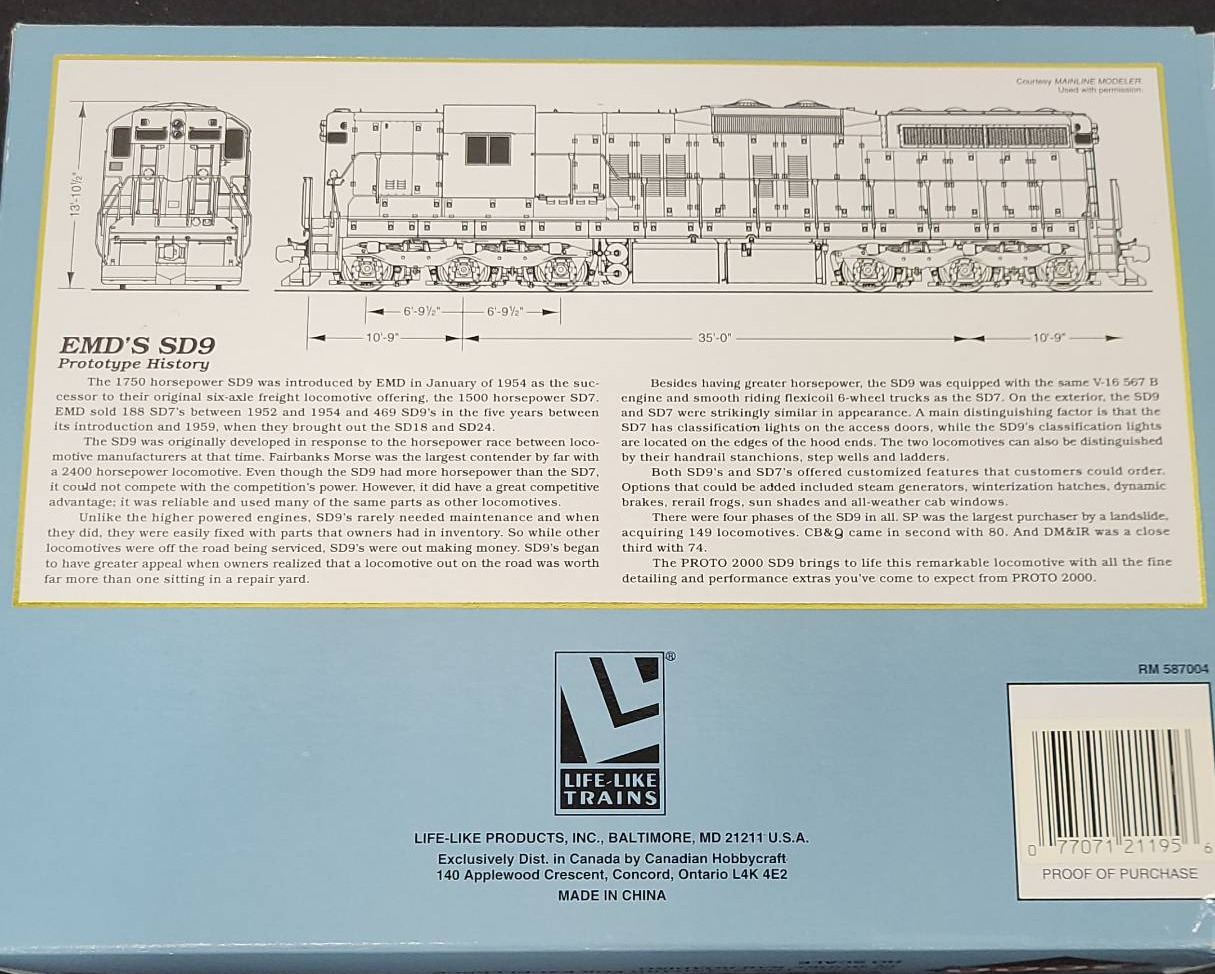 Courtesy MAINLINE MODELER.
Used with permission.
13'-10½"
6'-9½" 6'-9½"
10'-9" 35'-0" 10'-9"
EMD'S SD9
Prototype History
The 1750 horsepower SD9 was introduced by EMD in January of 1954 as the suc-
cessor to their original six-axle freight locomotive offering, the 1500 horsepower SD7.
EMD sold 188 SD7's between 1952 and 1954 and 469 SD9's in the five years between
its introduction and 1959, when they brought out the SD18 and SD24.
The SD9 was originally developed in response to the horsepower race between loco-
motive manufacturers at that time. Fairbanks Morse was the largest contender by far with
a 2400 horsepower locomotive. Even though the SD9 had more horsepower than the SD7,
it could not compete with the competition's power. However, it did have a great competitive
advantage; it was reliable and used many of the same parts as other locomotives.
Unlike the higher powered engines, SD9's rarely needed maintenance and when
they did, they were easily fixed with parts that owners had in inventory. So while other
locomotives were off the road being serviced, SD9's were out making money. SD9's began
to have greater appeal when owners realized that a locomotive out on the road was worth
far more than one sitting in a repair yard.
Besides having greater horsepower, the SD9 was equipped with the same V-16 567 B
engine and smooth riding flexicoil 6-wheel trucks as the SD7. On the exterior, the SD9
and SD7 were strikingly similar in appearance. A main distinguishing factor is that the
SD7 has classification lights on the access doors, while the SD9's classification lights
are located on the edges of the hood ends. The two locomotives can also be distinguished
by their handrail stanchions, step wells and ladders.
Both SD9's and SD7's offered customized features that customers could order.
Options that could be added included steam generators, winterization hatches, dynamic
brakes, rerail frogs, sun shades and all-weather cab windows.
There were four phases of the SD9 in all. SP was the largest purchaser by a landslide,
acquiring 149 locomotives. CB&Q came in second with 80. And DM&IR was a close
third with 74.
The PROTO 2000 SD9 brings to life this remarkable locomotive with all the fine
detailing and performance extras you've come to expect from PROTO 2000.
®
LIFE-LIKE
TRAINS
LIFE-LIKE PRODUCTS, INC., BALTIMORE, MD 21211 U.S.A.
Exclusively Dist. in Canada by Canadian Hobbycraft
140 Applewood Crescent, Concord, Ontario L4K 4E2
MADE IN CHINA
RM 587004
0 77071 21195 6
PROOF OF PURCHASE